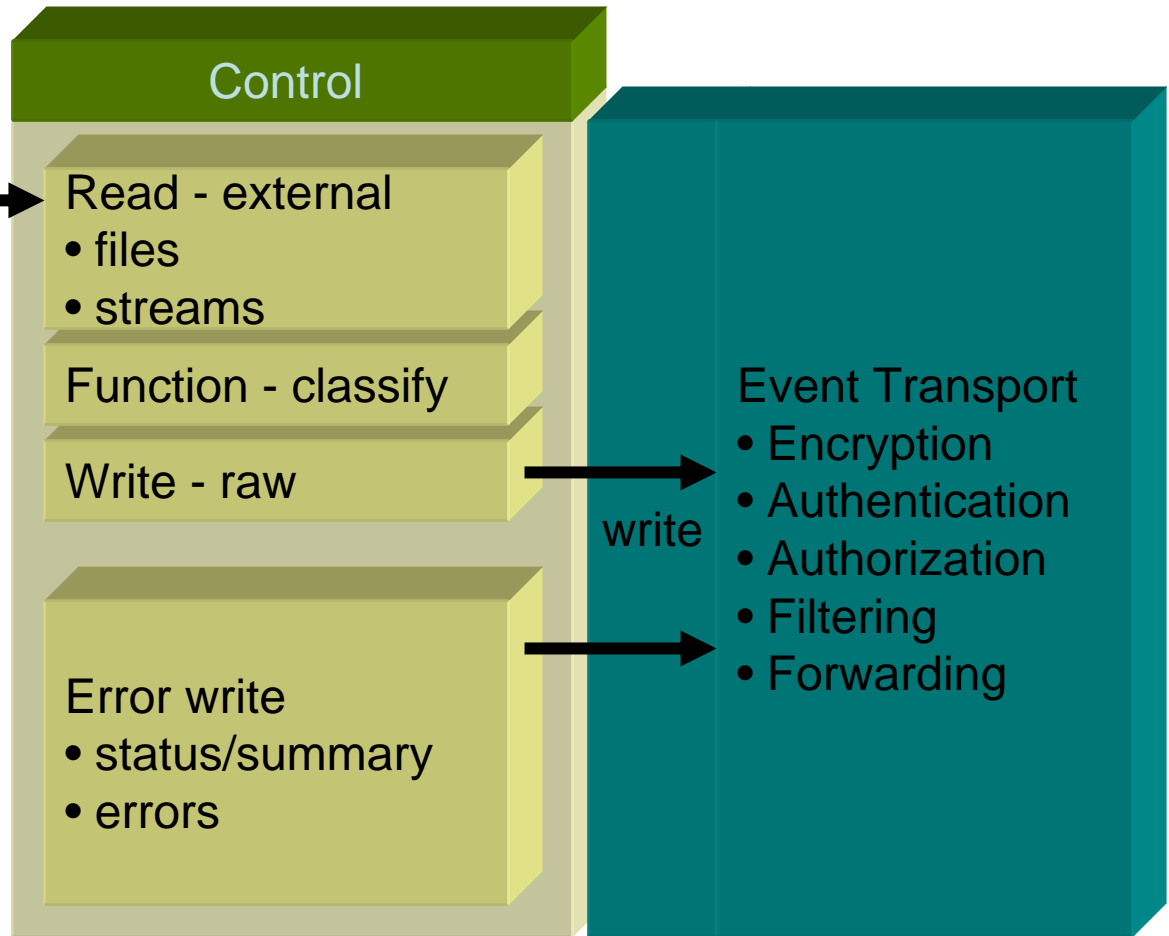 Control
Read - external
• files
• streams
Function - classify
Write - raw
write
Error write
• status/summary
• errors
Event Transport
• Encryption
• Authentication
• Authorization
• Filtering
• Forwarding